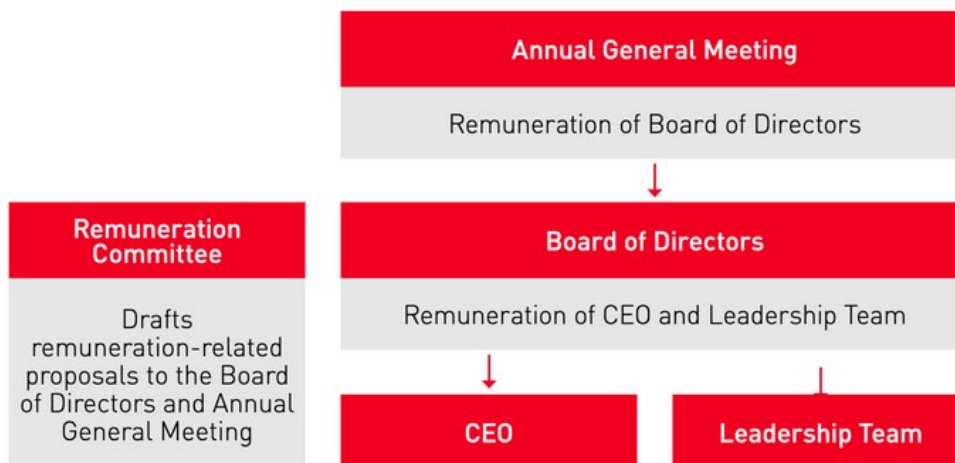 Annual General Meeting
Remuneration of Board of Directors
Remuneration
Committee
Drafts
remuneration-related
proposals to the Board
of Directors and Annual
General Meeting
Board of Directors
Remuneration of CEO and Leadership Team
CEO
Leadership Team